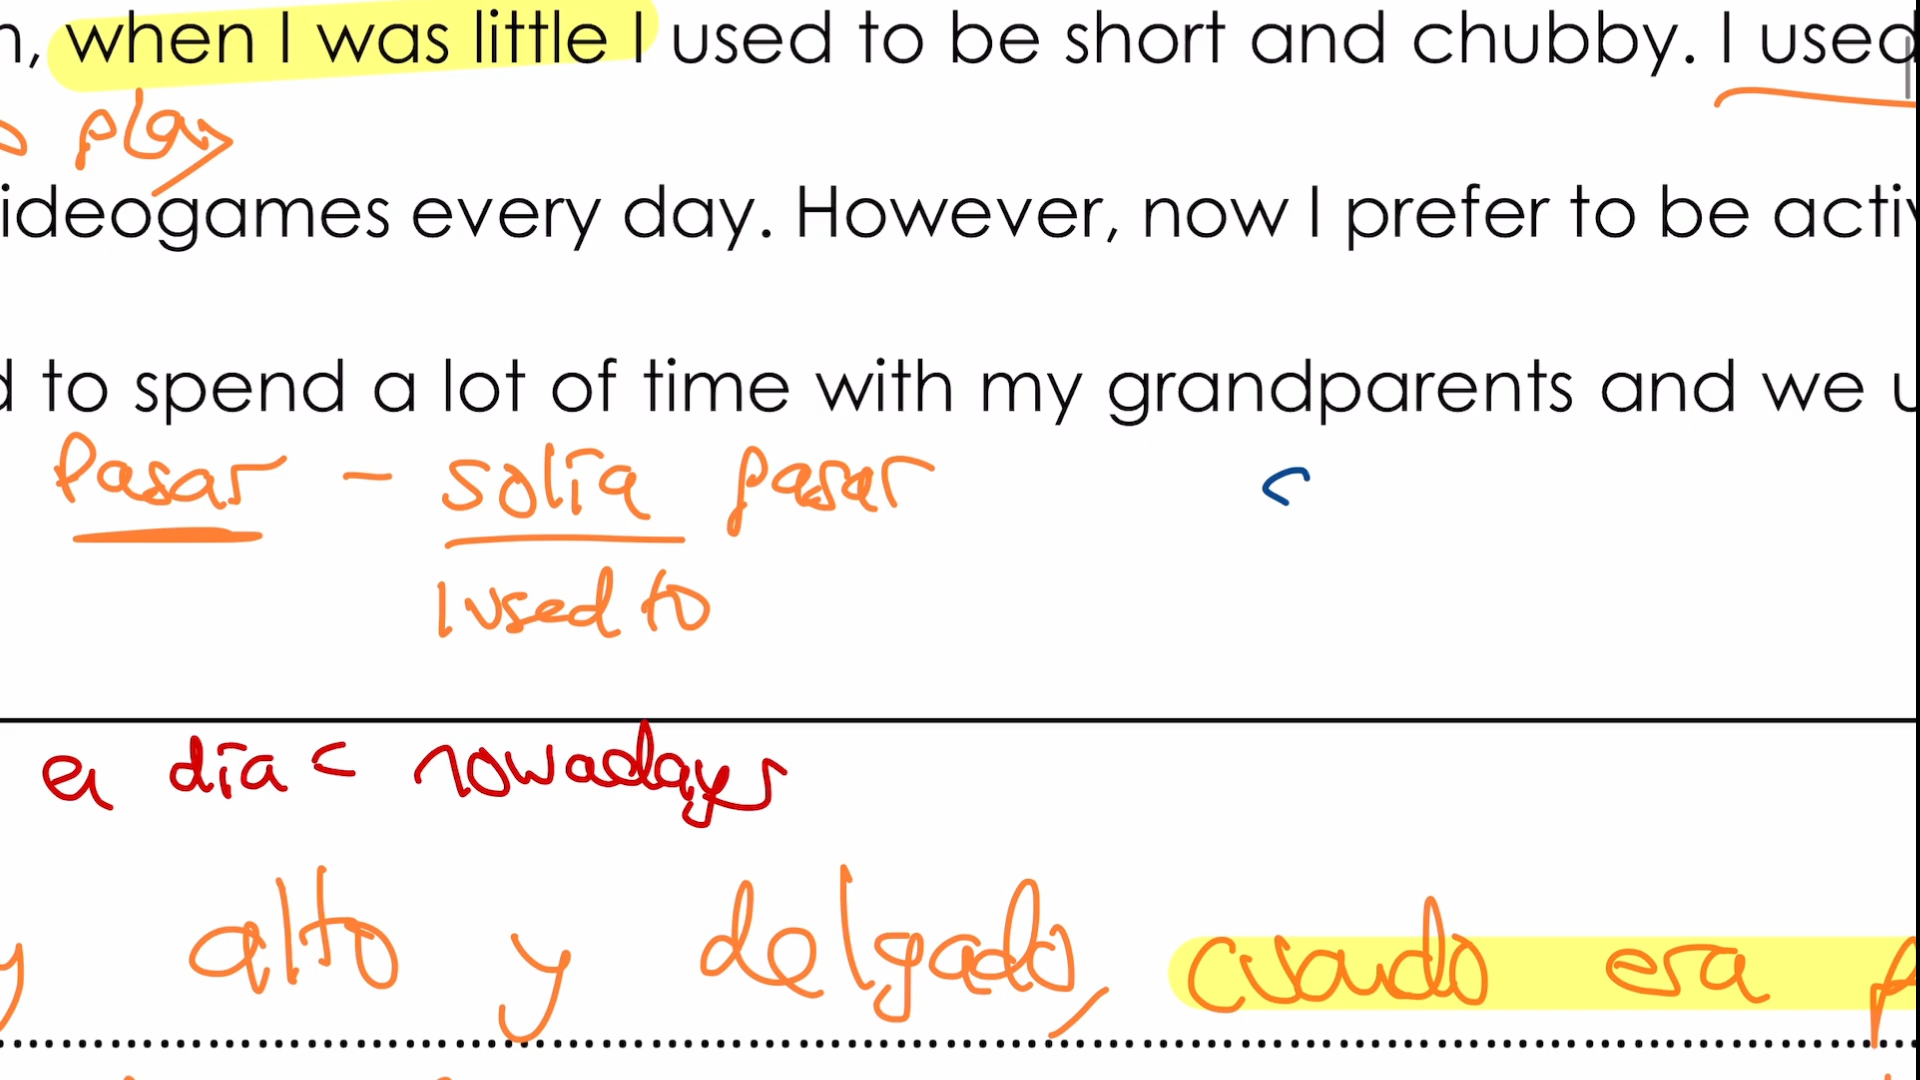 , when I was little I used to be short and chubby. I used
play
ideogames every day. However, now I prefer to be acti
to spend a lot of time with my grandparents and we u
Pasar - solía pasar
I used to
el día = nowadays
y alto y delgado, cuando era p